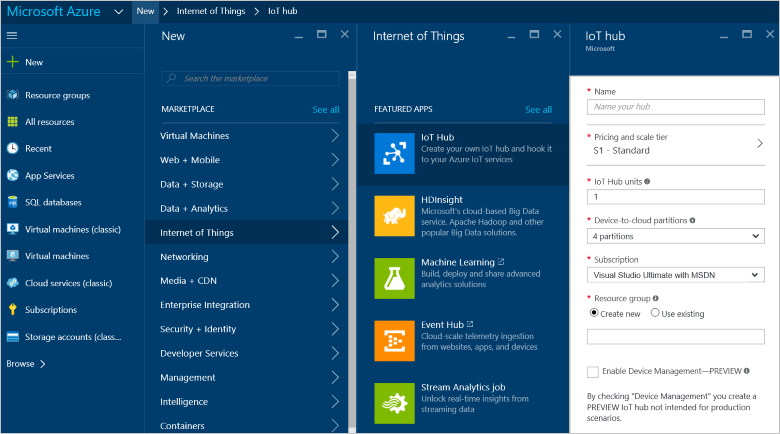 Microsoft Azure
New > Internet of Things > IoT hub
New
Resource groups
All resources
Recent
App Services
SQL databases
Virtual machines (classic)
Virtual machines
Cloud services (classic)
Subscriptions
Storage accounts (class...
Browse >
New
Search the marketplace
MARKETPLACE
See all
Virtual Machines
Web + Mobile
Data + Storage
Data + Analytics
Internet of Things
Networking
Media + CDN
Enterprise Integration
Security + Identity
Developer Services
Management
Intelligence
Containers
Internet of Things
FEATURED APPS
See all
IoT Hub
Create your own IoT hub and hook it
to your Azure IoT services
HDInsight
Microsoft's cloud-based Big Data
service. Apache Hadoop and other
popular Big Data solutions.
Machine Learning
Build, deploy and share advanced
analytics solutions
Event Hub
Cloud-scale telemetry ingestion
from websites, apps, and devices
Stream Analytics job
Unlock real-time insights from
streaming data
IoT hub
Microsoft
* Name
Name your hub
* Pricing and scale tier
S1 - Standard
* IoT Hub units
1
* Device-to-cloud partitions
4 partitions
* Subscription
Visual Studio Ultimate with MSDN
* Resource group
Create new Use existing
Enable Device Management—PREVIEW
By checking "Device Management" you create a
PREVIEW IoT hub not intended for production
scenarios.